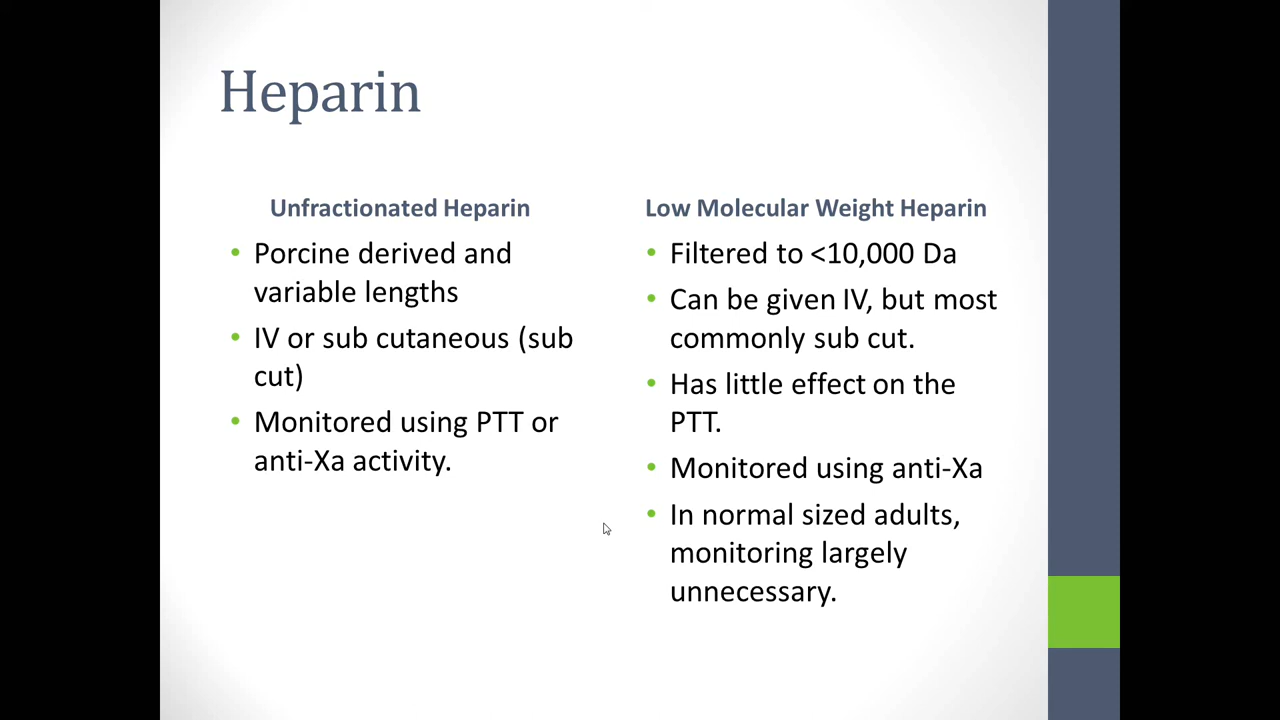 Heparin
Unfractionated Heparin
• Porcine derived and
variable lengths
• IV or sub cutaneous (sub
cut)
• Monitored using PTT or
anti-Xa activity.
Low Molecular Weight Heparin
• Filtered to <10,000 Da
• Can be given IV, but most
commonly sub cut.
• Has little effect on the
PTT.
• Monitored using anti-Xa
• In normal sized adults,
monitoring largely
unnecessary.